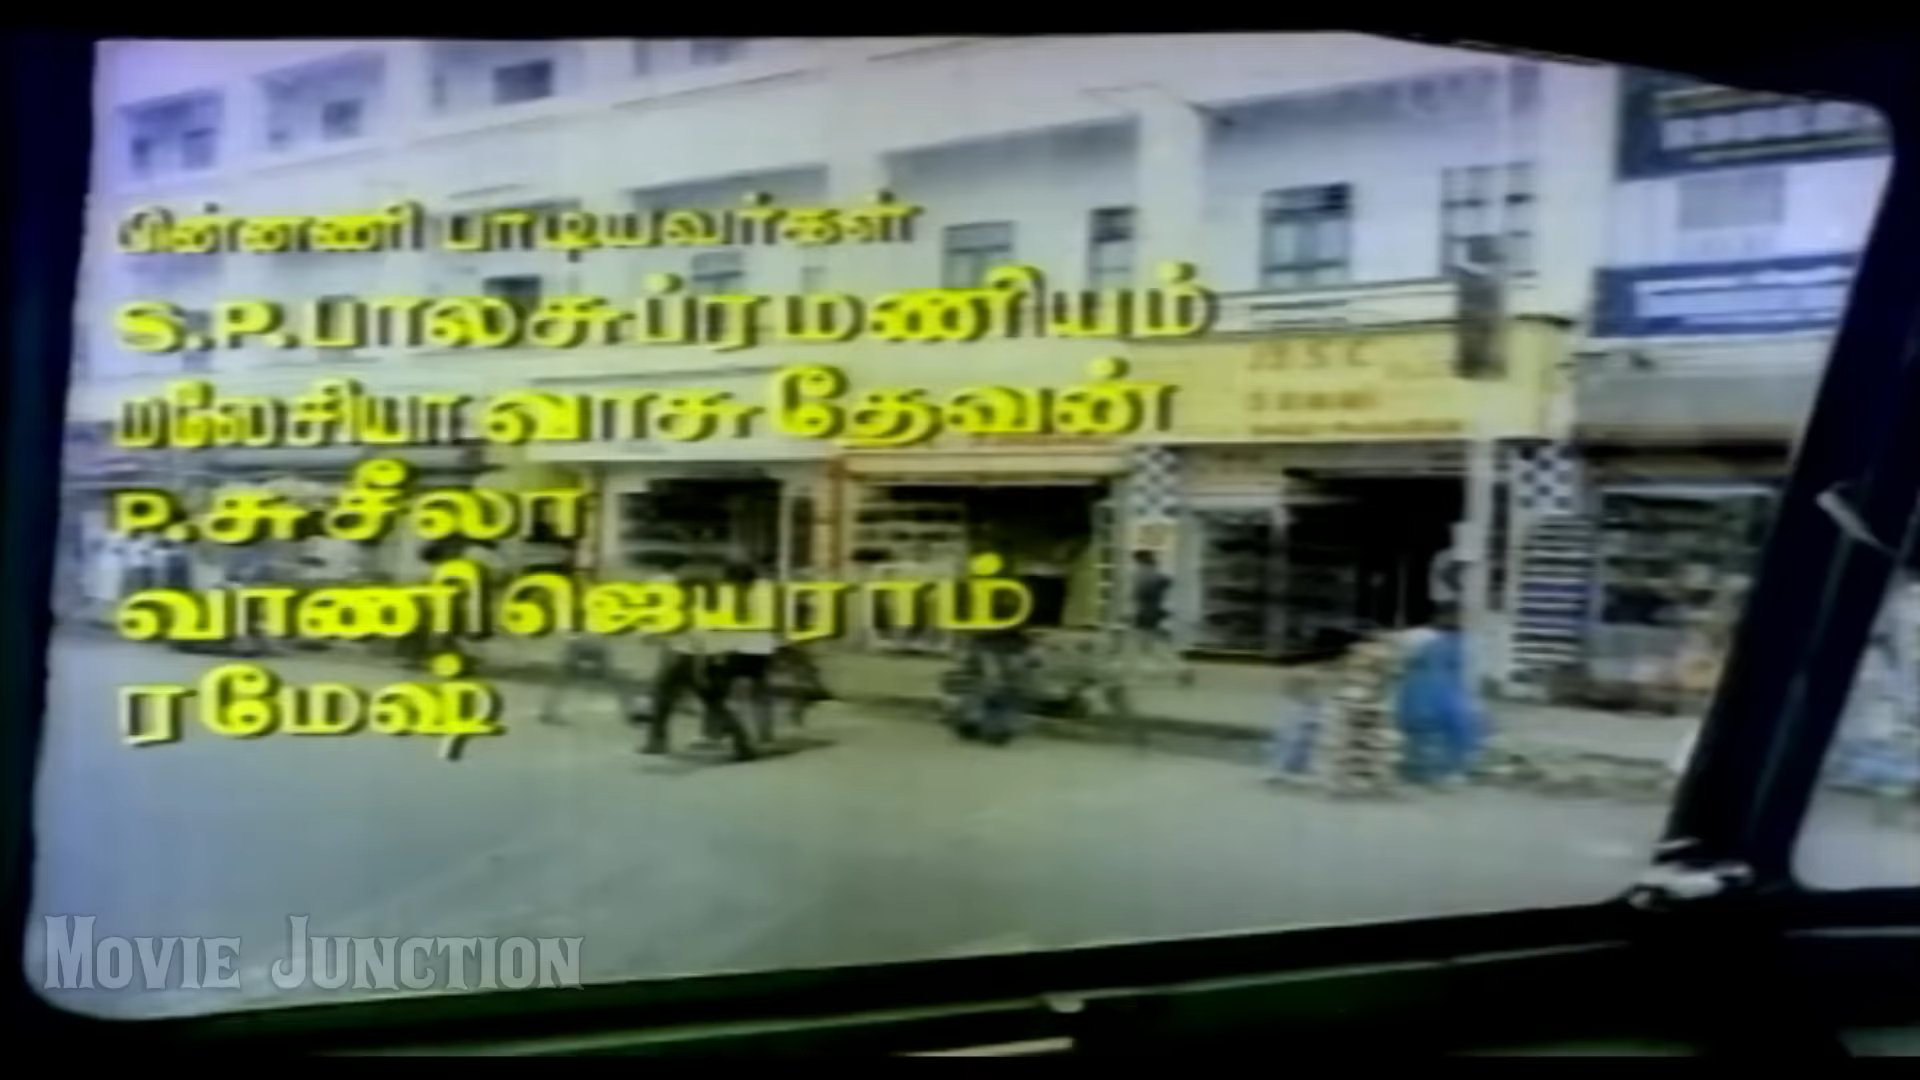 பின்னணி பாடியவர்கள்
S.P.பாலசுப்ரமணியம்
மலேசியா வாசுதேவன்
P.சுசீலா
வாணி ஜெயராம்
ரமேஷ்
MOVIE JUNCTION